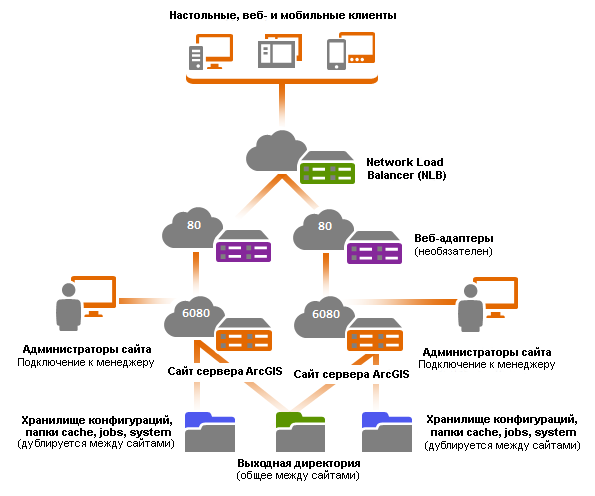 Настольные, веб- и мобильные клиенты
Network Load
Balancer (NLB)
80
80
Веб-адаптеры
(необязателен)
6080
6080
Администраторы сайта
Подключение к менеджеру
Администраторы сайта
Подключение к менеджеру
Сайт сервера ArcGIS
Сайт сервера ArcGIS
Хранилище конфигураций,
папки cache, jobs, system
(дублируется между сайтами)
Хранилище конфигураций,
папки cache, jobs, system
(дублируется между сайтами)
Выходная директория
(общее между сайтами)